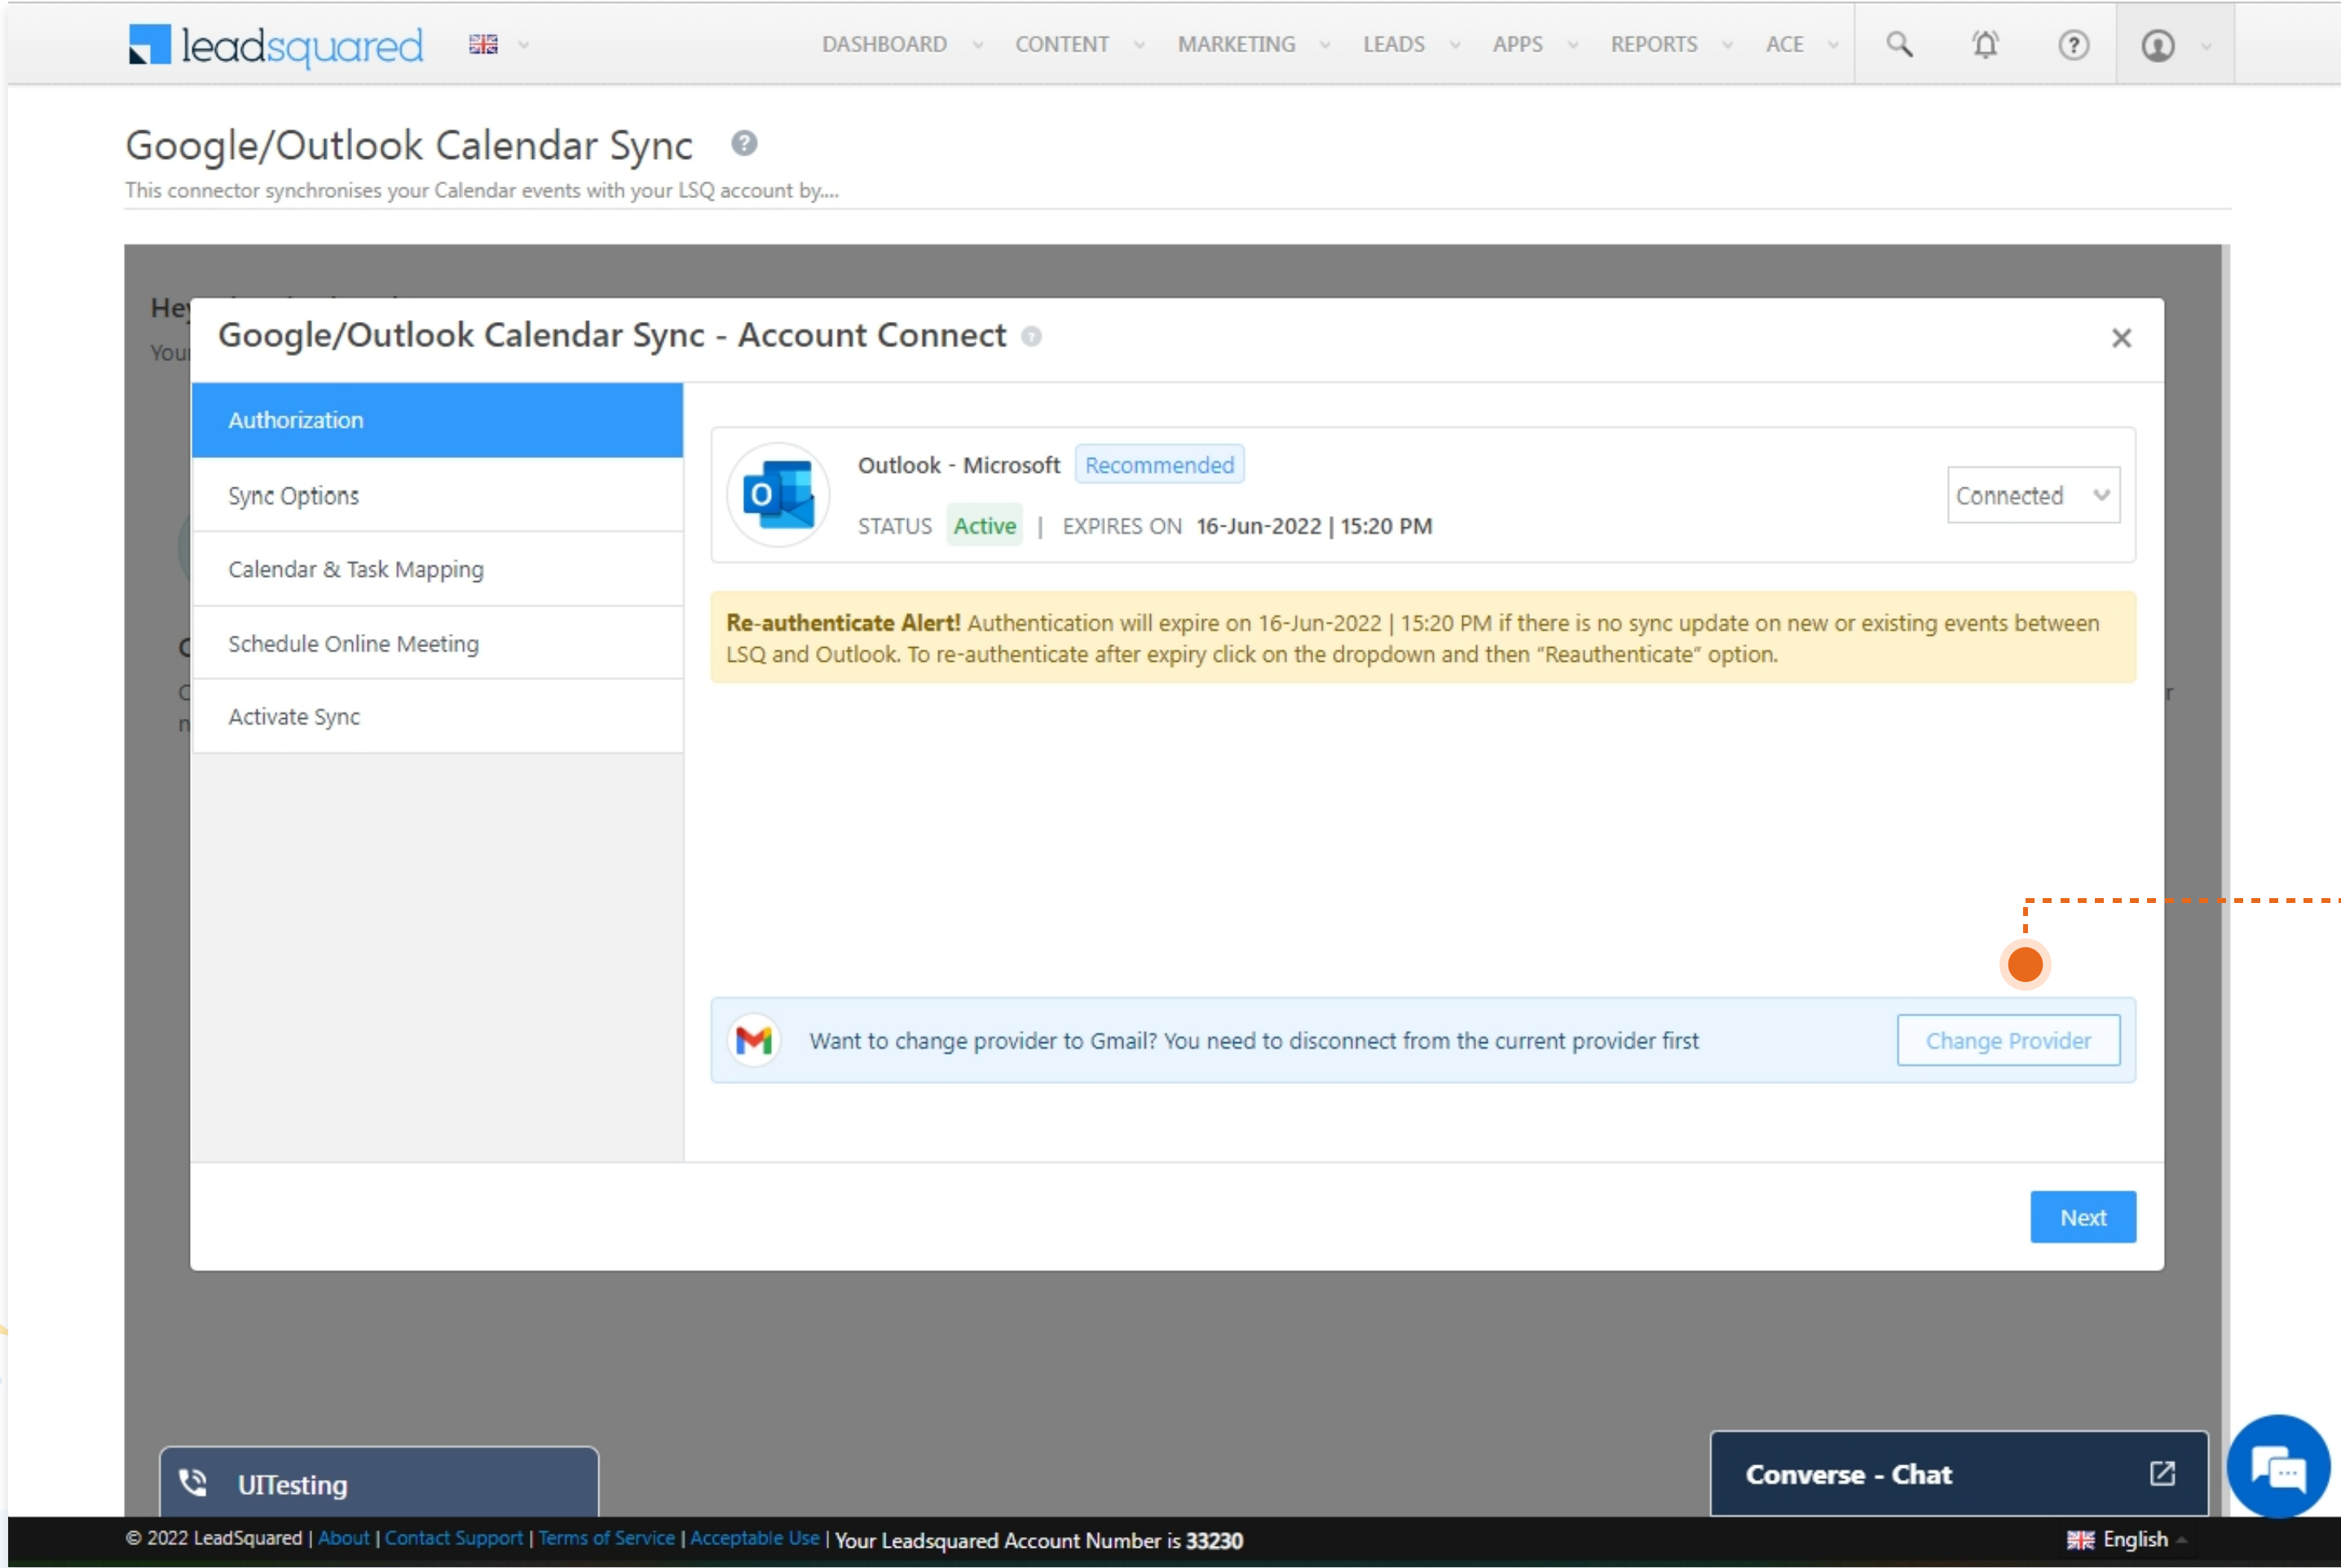 leadsquared
DASHBOARD CONTENT MARKETING LEADS APPS REPORTS ACE
Google/Outlook Calendar Sync
This connector synchronises your Calendar events with your LSQ account by....
Google/Outlook Calendar Sync - Account Connect
Authorization
Sync Options
Calendar & Task Mapping
Schedule Online Meeting
Activate Sync
Outlook - Microsoft Recommended
STATUS Active | EXPIRES ON 16-Jun-2022 | 15:20 PM
Connected
Re-authenticate Alert! Authentication will expire on 16-Jun-2022 | 15:20 PM if there is no sync update on new or existing events between
LSQ and Outlook. To re-authenticate after expiry click on the dropdown and then “Reauthenticate” option.
Want to change provider to Gmail? You need to disconnect from the current provider first
Change Provider
Next
UITesting
Converse - Chat
© 2022 LeadSquared | About | Contact Support | Terms of Service | Acceptable Use | Your Leadsquared Account Number is 33230
English